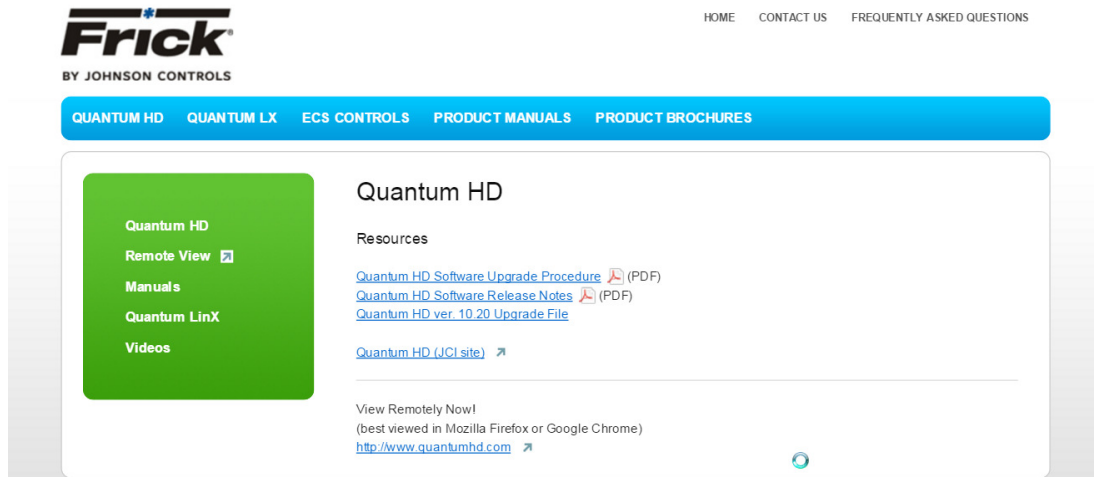 Frick®
BY JOHNSON CONTROLS
HOME CONTACT US FREQUENTLY ASKED QUESTIONS
QUANTUM HD QUANTUM LX ECS CONTROLS PRODUCT MANUALS PRODUCT BROCHURES
Quantum HD
Remote View
Manuals
Quantum LinX
Videos
Quantum HD
Resources
Quantum HD Software Upgrade Procedure (PDF)
Quantum HD Software Release Notes (PDF)
Quantum HD ver. 10.20 Upgrade File
Quantum HD (JCI site)
View Remotely Now!
(best viewed in Mozilla Firefox or Google Chrome)
http://www.quantumhd.com